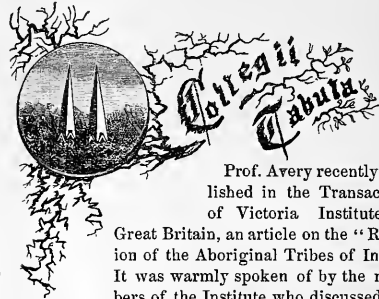 Collegii
Tabula.
Prof. Avery recently
lished in the Transac
of Victoria Institute
Great Britain, an article on the " R
ion of the Aboriginal Tribes of In
It was warmly spoken of by the r
bers of the Institute who discussed